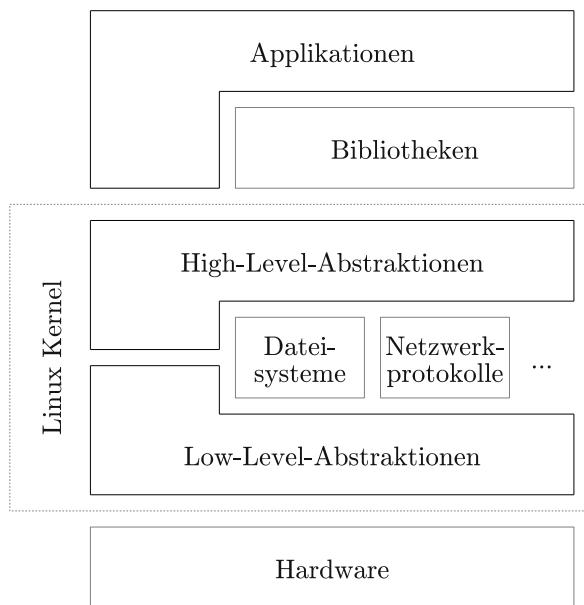 Applikationen
Bibliotheken
Linux Kernel
High-Level-Abstraktionen
Datei-
systeme
Netzwerk-
protokolle
...
Low-Level-Abstraktionen
Hardware